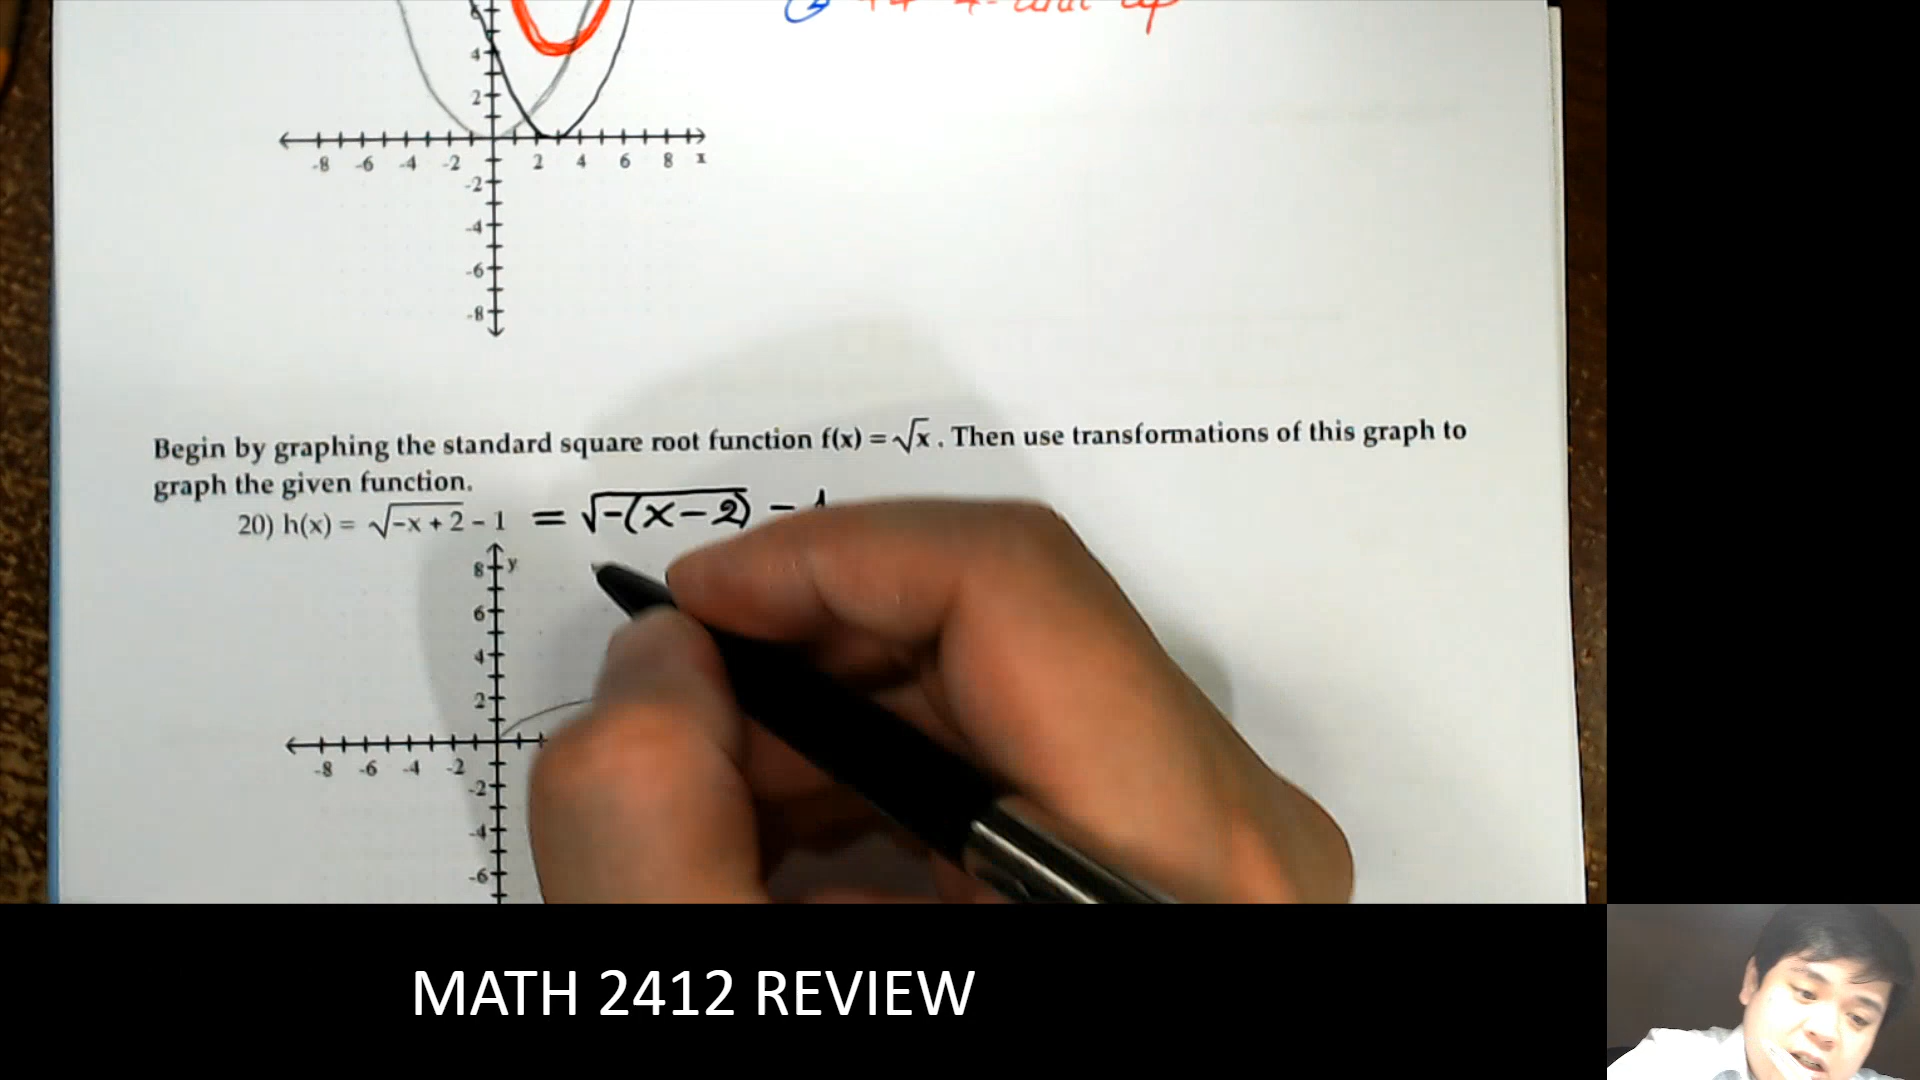 4
2
-8 -6 -4 -2 2 4 6 8 x
-2
-4
-6
-8
Begin by graphing the standard square root function f(x) = √x . Then use transformations of this graph to
graph the given function.
20) h(x) = √-x + 2 - 1 = √-(x-2) -
8 y
6
4
2
-8 -6 -4 -2
-2
-4
-6
MATH 2412 REVIEW